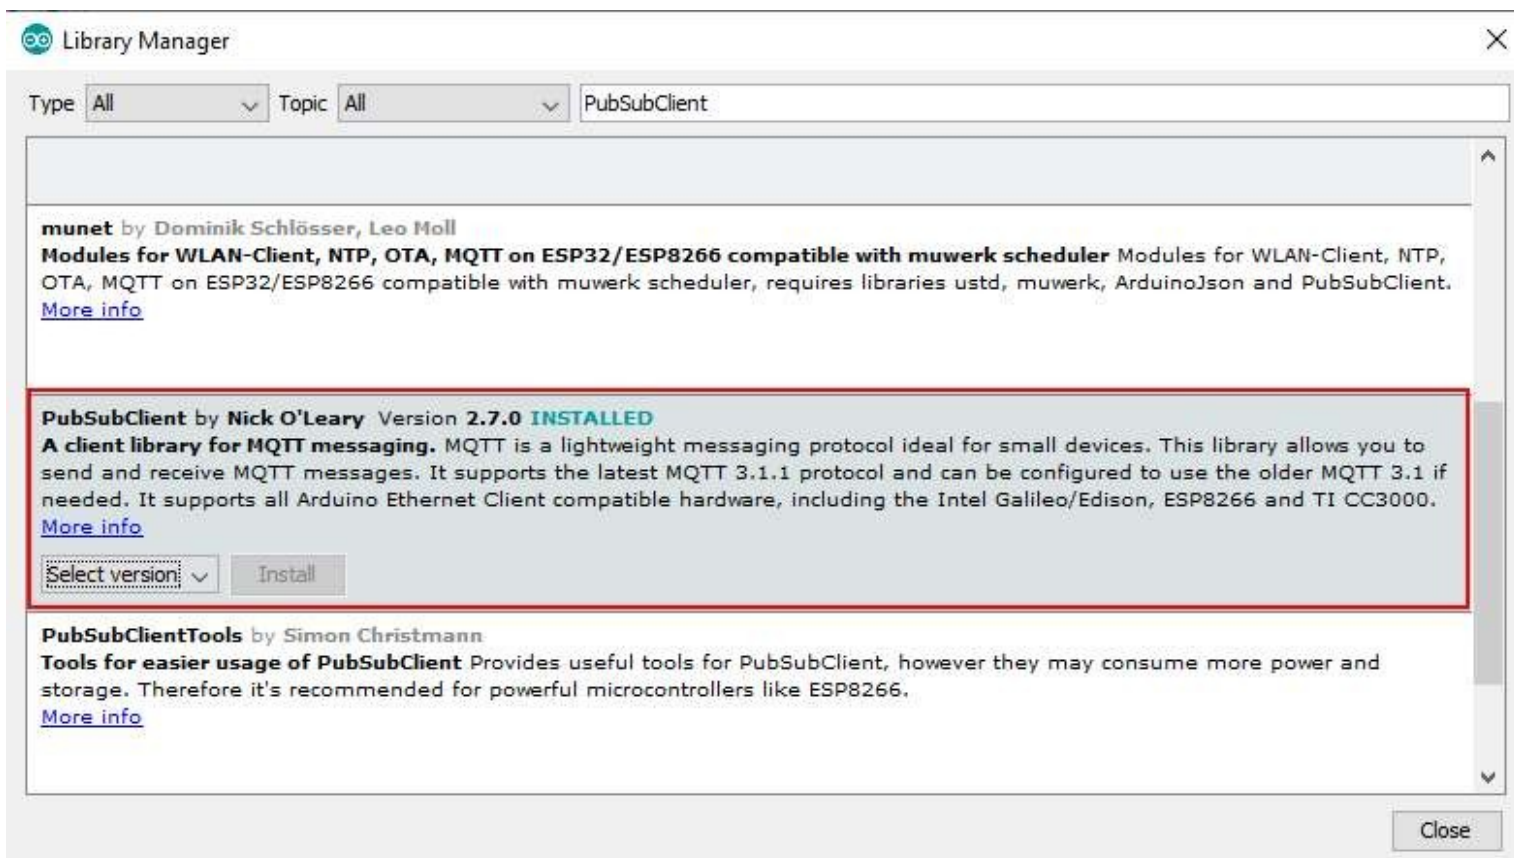 Library Manager
Type All Topic All PubSubClient
munet by Dominik Schlösser, Leo Moll
Modules for WLAN-Client, NTP, OTA, MQTT on ESP32/ESP8266 compatible with muwerk scheduler Modules for WLAN-Client, NTP,
OTA, MQTT on ESP32/ESP8266 compatible with muwerk scheduler, requires libraries ustd, muwerk, ArduinoJson and PubSubClient.
More info
PubSubClient by Nick O'Leary Version 2.7.0 INSTALLED
A client library for MQTT messaging. MQTT is a lightweight messaging protocol ideal for small devices. This library allows you to
send and receive MQTT messages. It supports the latest MQTT 3.1.1 protocol and can be configured to use the older MQTT 3.1 if
needed. It supports all Arduino Ethernet Client compatible hardware, including the Intel Galileo/Edison, ESP8266 and TI CC3000.
More info
Select version Install
PubSubClientTools by Simon Christmann
Tools for easier usage of PubSubClient Provides useful tools for PubSubClient, however they may consume more power and
storage. Therefore it's recommended for powerful microcontrollers like ESP8266.
More info
Close